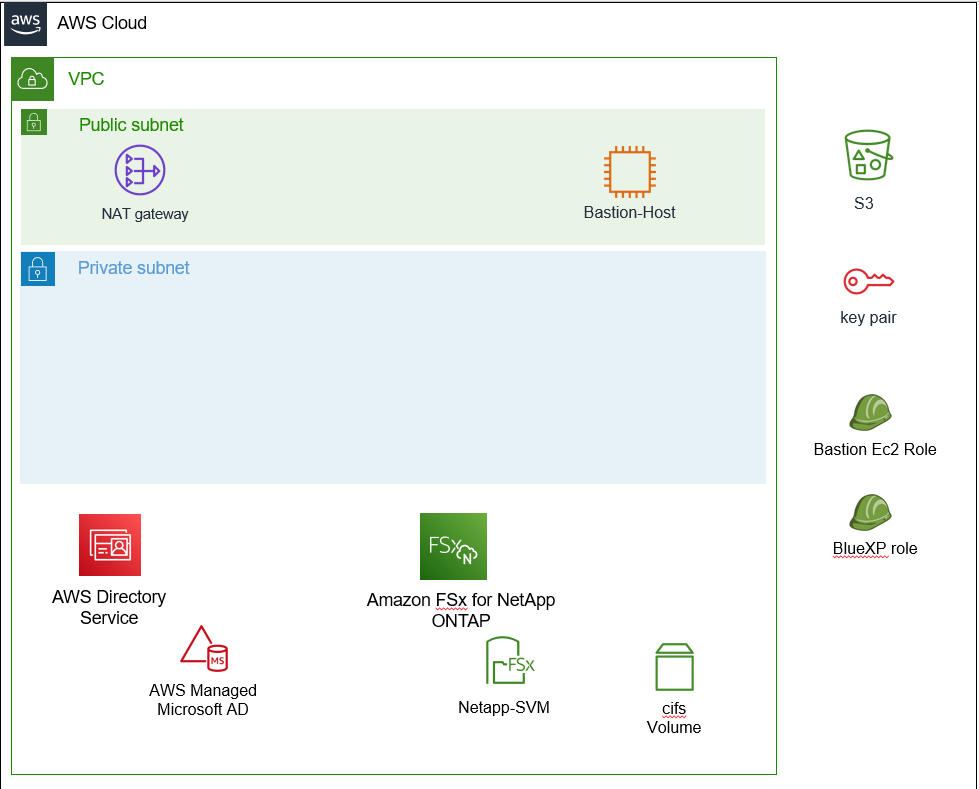 aws
AWS Cloud
VPC
Public subnet
NAT gateway
Bastion-Host
S3
Private subnet
key pair
Bastion Ec2 Role
BlueXP role
AWS Directory
Service
FSx
N
Amazon FSx for NetApp
ONTAP
MS
AWS Managed
Microsoft AD
FSx
Netapp-SVM
cifs
Volume